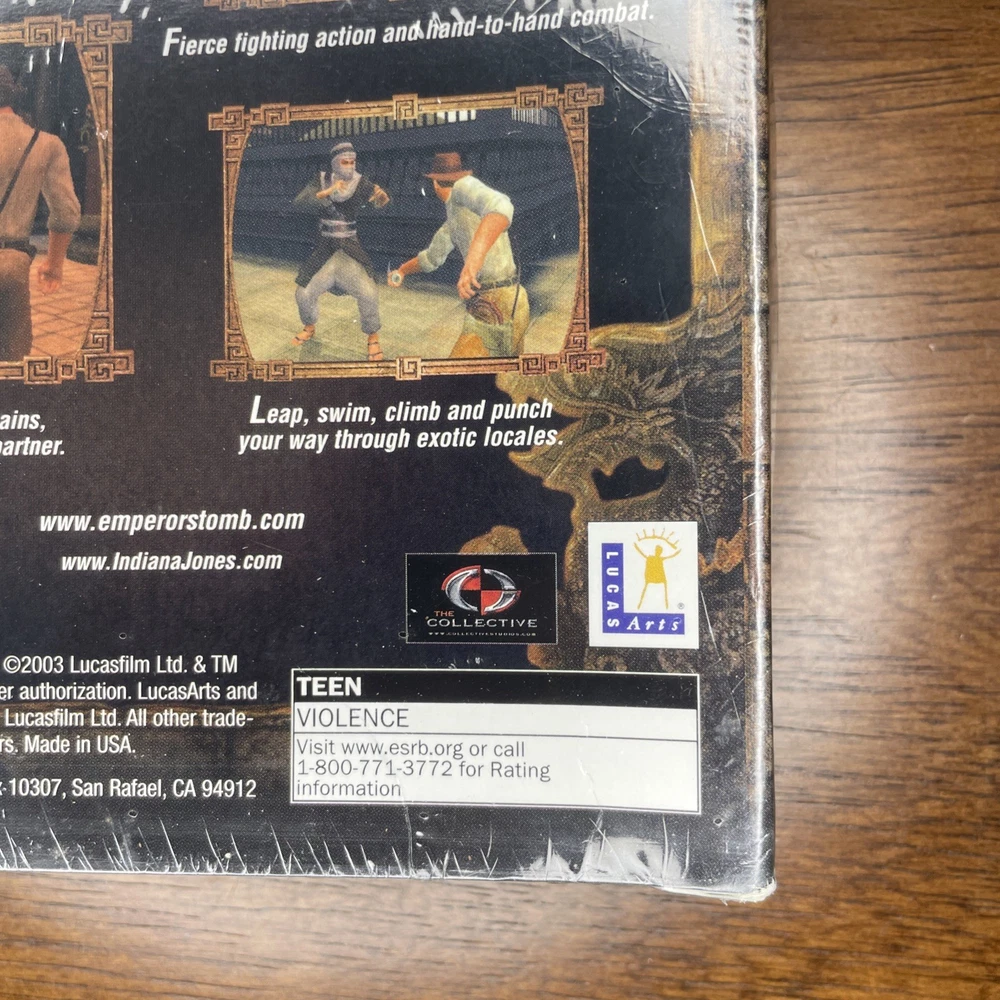 Fierce fighting action and hand-to-hand combat.
ains,
artner.
Leap, swim, climb and punch
your way through exotic locales.
www.emperorstomb.com
www.IndianaJones.com
THE
COLLECTIVE
WWW.COLLECTIVESTUDIOS.COM
LUCAS
Arts ®
©2003 Lucasfilm Ltd. & TM
er authorization. LucasArts and
Lucasfilm Ltd. All other trade-
rs. Made in USA.
x 10307, San Rafael, CA 94912
TEEN
VIOLENCE
Visit www.esrb.org or call
1-800-771-3772 for Rating
information